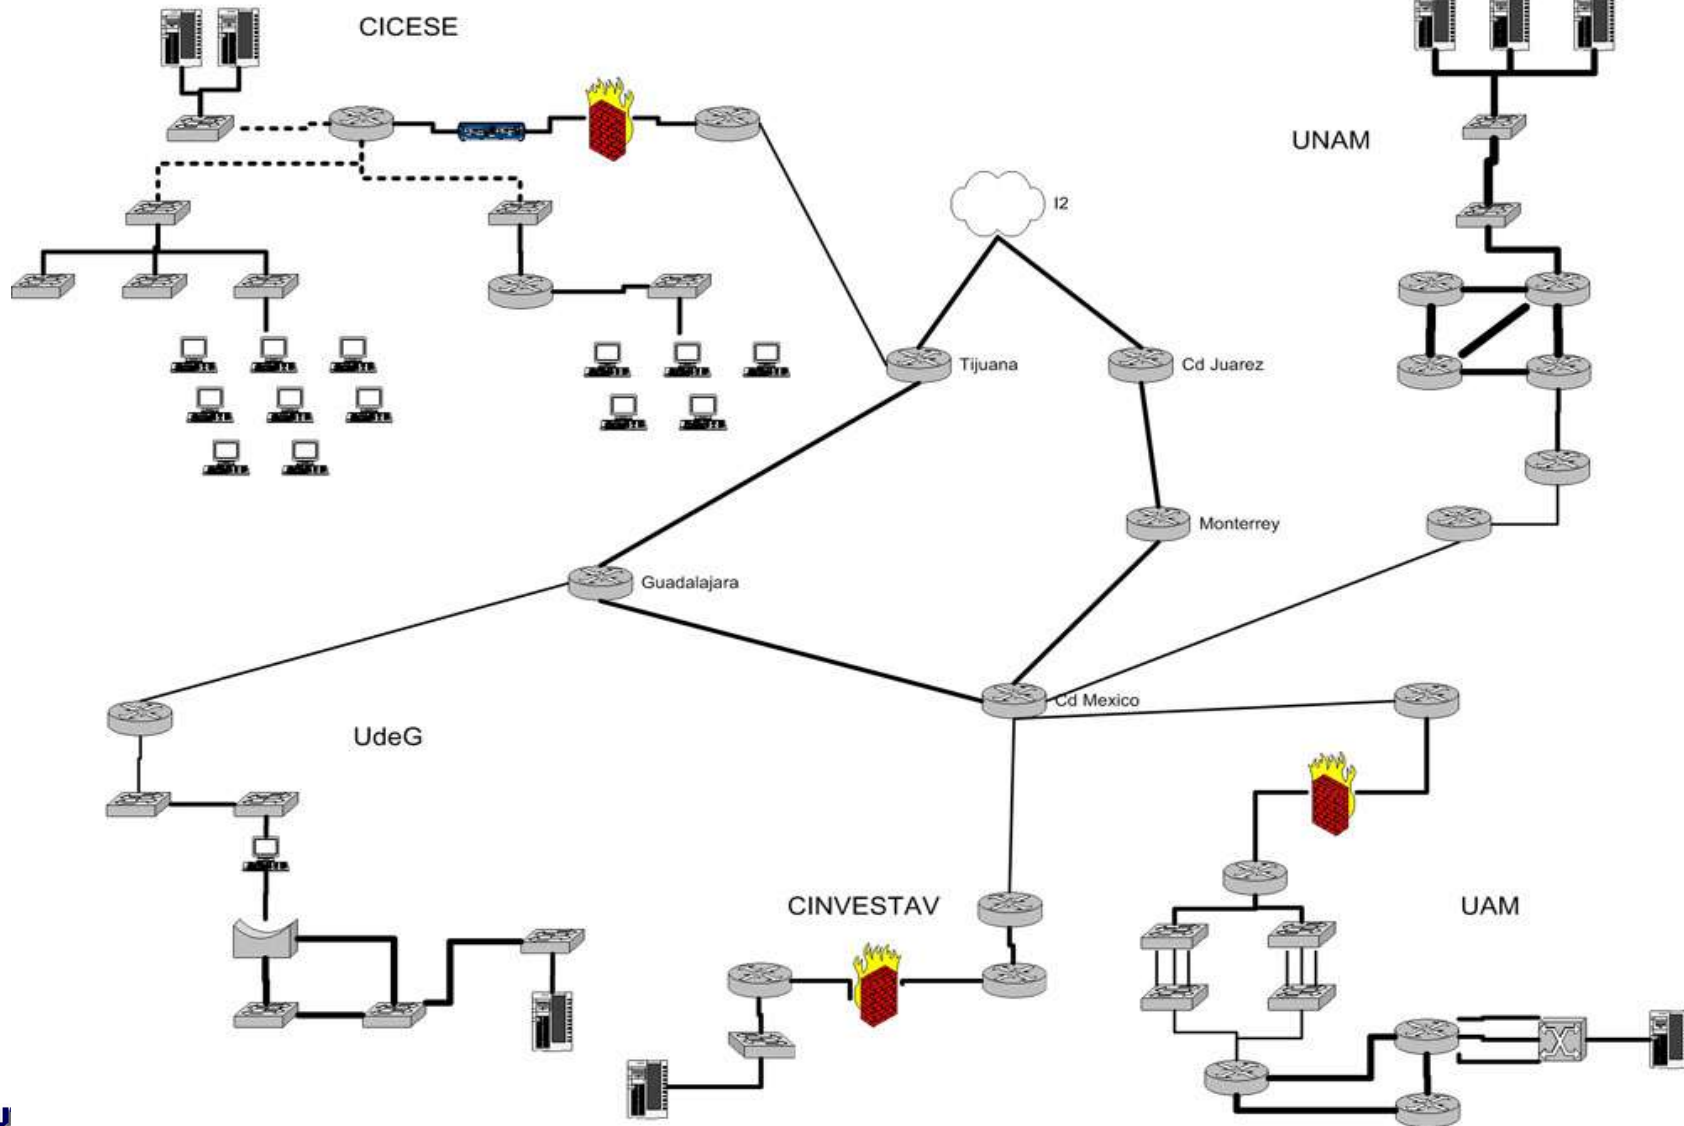 CICESE
UNAM
I2
Tijuana
Cd Juarez
Monterrey
Guadalajara
Cd Mexico
UdeG
CINVESTAV
UAM